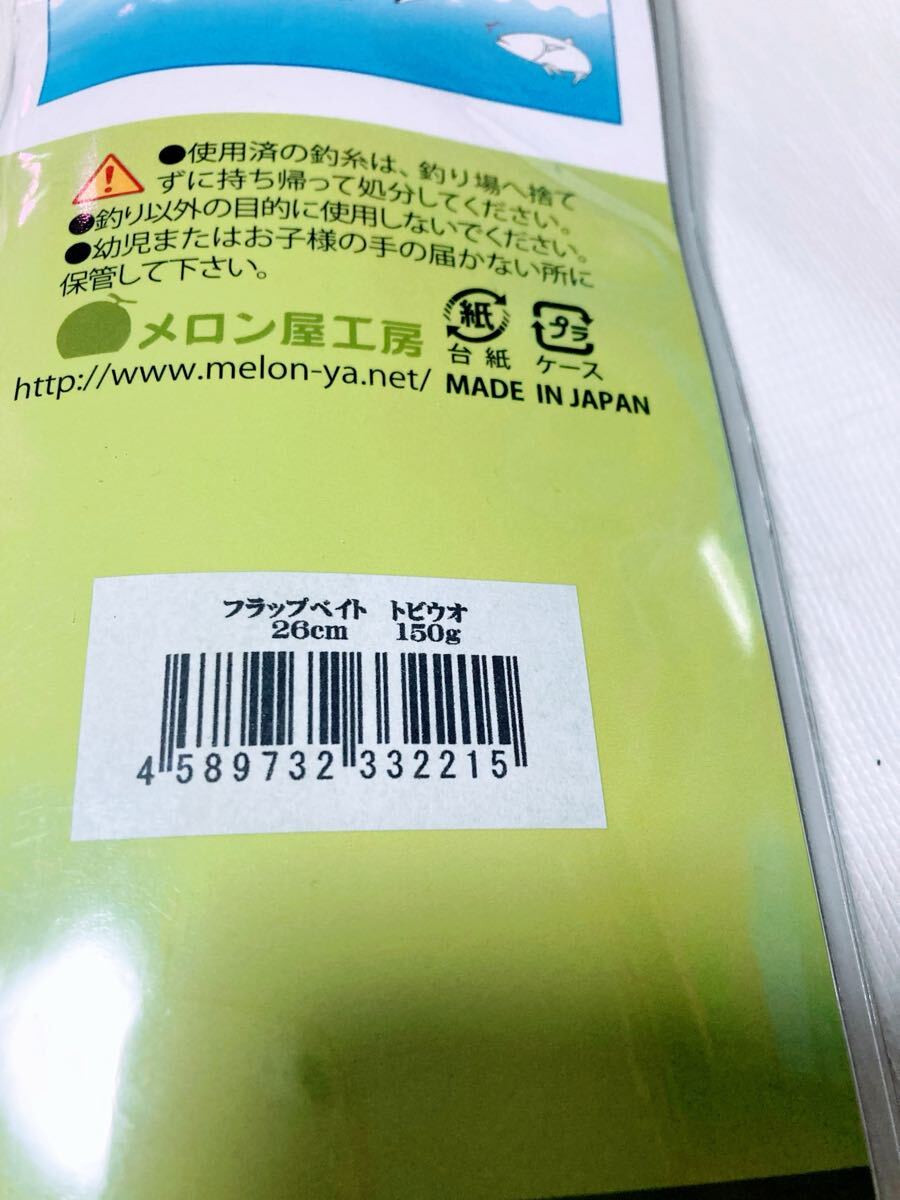 ●使用済の釣糸は、釣り場へ捨て
ずに持ち帰って処分してください。
●釣り以外の目的に使用しないでください。
●幼児またはお子様の手の届かない所に
保管して下さい。
メロン屋工房
紙
台紙
プラ
ケース
http://www.melon-ya.net/
MADE IN JAPAN
フラップベイト トビウオ
26cm 150g
4 589732 332215